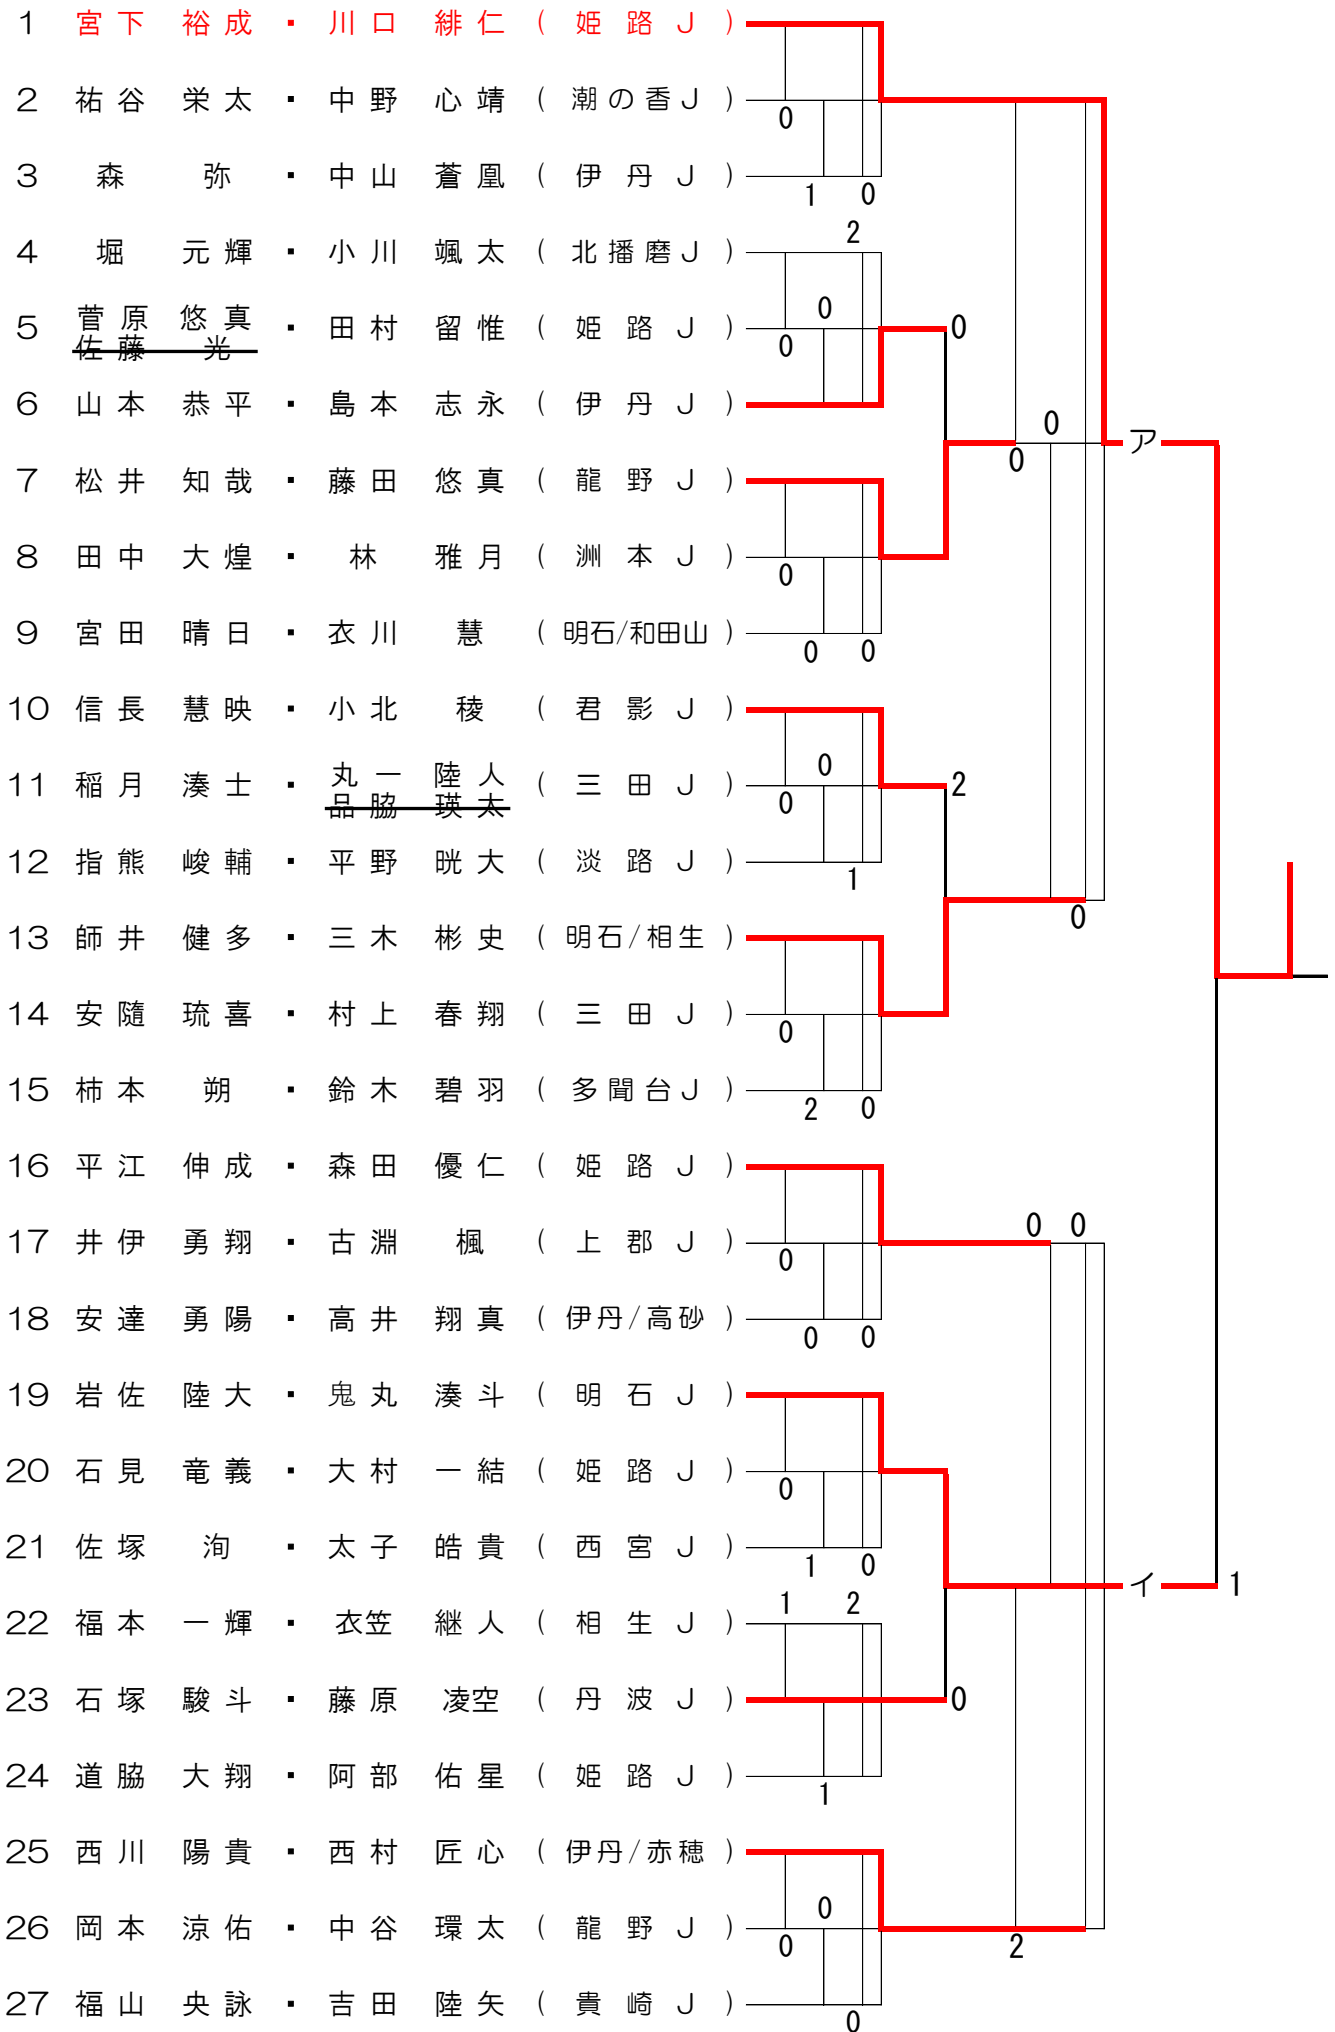 1 宮下 裕成 ・ 川口 緋仁 ( 姫路J )
2 祐谷 栄太 ・ 中野 心靖 ( 潮の香J )
0
3 森 弥 ・ 中山 蒼凰 ( 伊丹J )
1 0
2
4 堀 元輝 ・ 小川 颯太 ( 北播磨J )
0
5 菅原 悠真 ・ 田村 留惟 ( 姫路J )
佐藤 光
0
0
6 山本 恭平 ・ 島本 志永 ( 伊丹J )
0
ア
0
7 松井 知哉 ・ 藤田 悠真 ( 龍野J )
8 田中 大煌 ・ 林 雅月 ( 洲本J )
0
9 宮田 晴日 ・ 衣川 慧 ( 明石/和田山 )
0 0
10 信長 慧映 ・ 小北 稜 ( 君影J )
0
11 稲月 湊士 ・ 丸一 陸人 ( 三田J )
品脇 瑛太
2
0
12 指熊 峻輔 ・ 平野 晄大 ( 淡路J )
1
0
13 師井 健多 ・ 三木 彬史 ( 明石/相生 )
14 安隨 琉喜 ・ 村上 春翔 ( 三田J )
0
15 柿本 朔 ・ 鈴木 碧羽 ( 多聞台J )
2 0
16 平江 伸成 ・ 森田 優仁 ( 姫路J )
0 0
17 井伊 勇翔 ・ 古淵 楓 ( 上郡J )
0
18 安達 勇陽 ・ 高井 翔真 ( 伊丹/高砂 )
0 0
19 岩佐 陸大 ・ 鬼丸 湊斗 ( 明石J )
20 石見 竜義 ・ 大村 一結 ( 姫路J )
0
21 佐塚 洵 ・ 太子 皓貴 ( 西宮J )
1 0
イ 1
1 2
22 福本 一輝 ・ 衣笠 継人 ( 相生J )
23 石塚 駿斗 ・ 藤原 凌空 ( 丹波J )
0
24 道脇 大翔 ・ 阿部 佑星 ( 姫路J )
1
25 西川 陽貴 ・ 西村 匠心 ( 伊丹/赤穂 )
0
26 岡本 涼佑 ・ 中谷 環太 ( 龍野J )
0
2
27 福山 央詠 ・ 吉田 陸矢 ( 貴崎J )
0